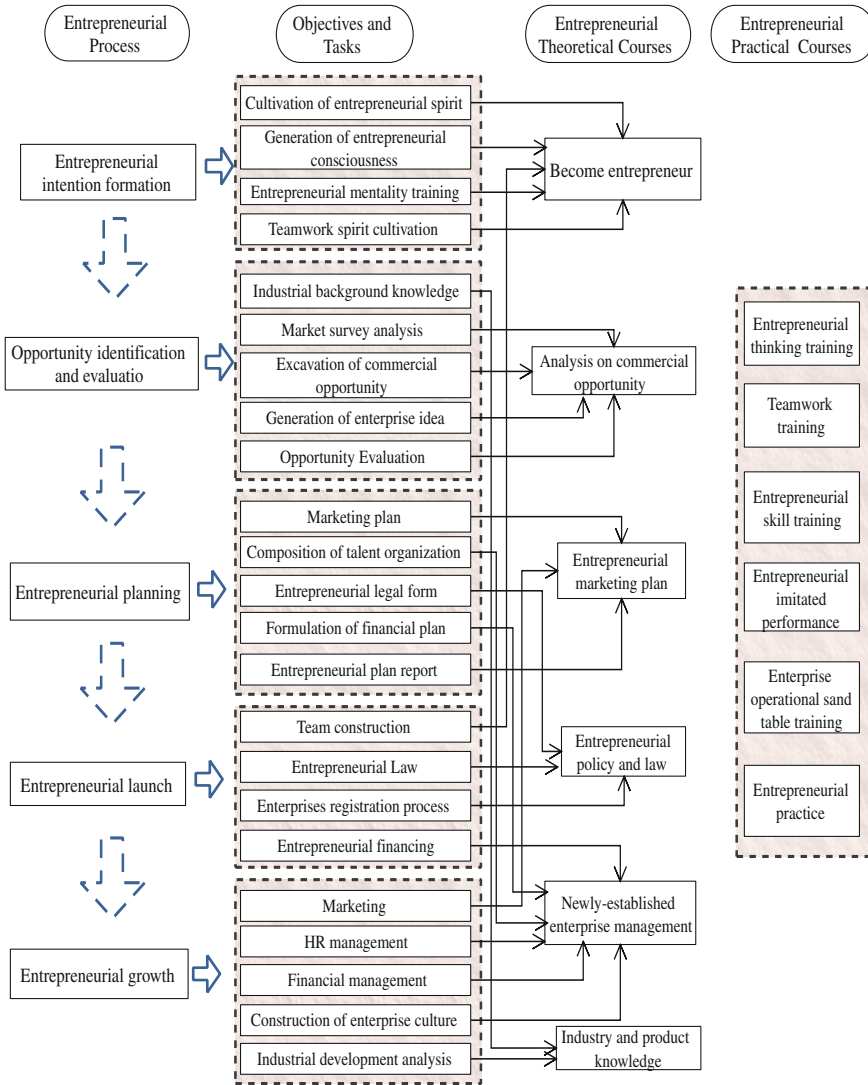 Entrepreneurial
Process
Objectives and
Tasks
Entrepreneurial
Theoretical Courses
Entrepreneurial
Practical Courses
Entrepreneurial
intention formation
Cultivation of entrepreneurial spirit
Generation of entrepreneurial
consciousness
Entrepreneurial mentality training
Teamwork spirit cultivation
Become entrepreneur
Opportunity identification
and evaluatio
Industrial background knowledge
Market survey analysis
Excavation of commercial
opportunity
Generation of enterprise idea
Opportunity Evaluation
Analysis on commercial
opportunity
Entrepreneurial planning
Marketing plan
Composition of talent organization
Entrepreneurial legal form
Formulation of financial plan
Entrepreneurial plan report
Entrepreneurial
marketing plan
Entrepreneurial launch
Team construction
Entrepreneurial Law
Enterprises registration process
Entrepreneurial financing
Entrepreneurial
policy and law
Entrepreneurial growth
Marketing
HR management
Financial management
Construction of enterprise culture
Industrial development analysis
Newly-established
enterprise management
Industry and product
knowledge
Entrepreneurial
thinking training
Teamwork
training
Entrepreneurial
skill training
Entrepreneurial
imitated
performance
Enterprise
operational sand
table training
Entrepreneurial
practice